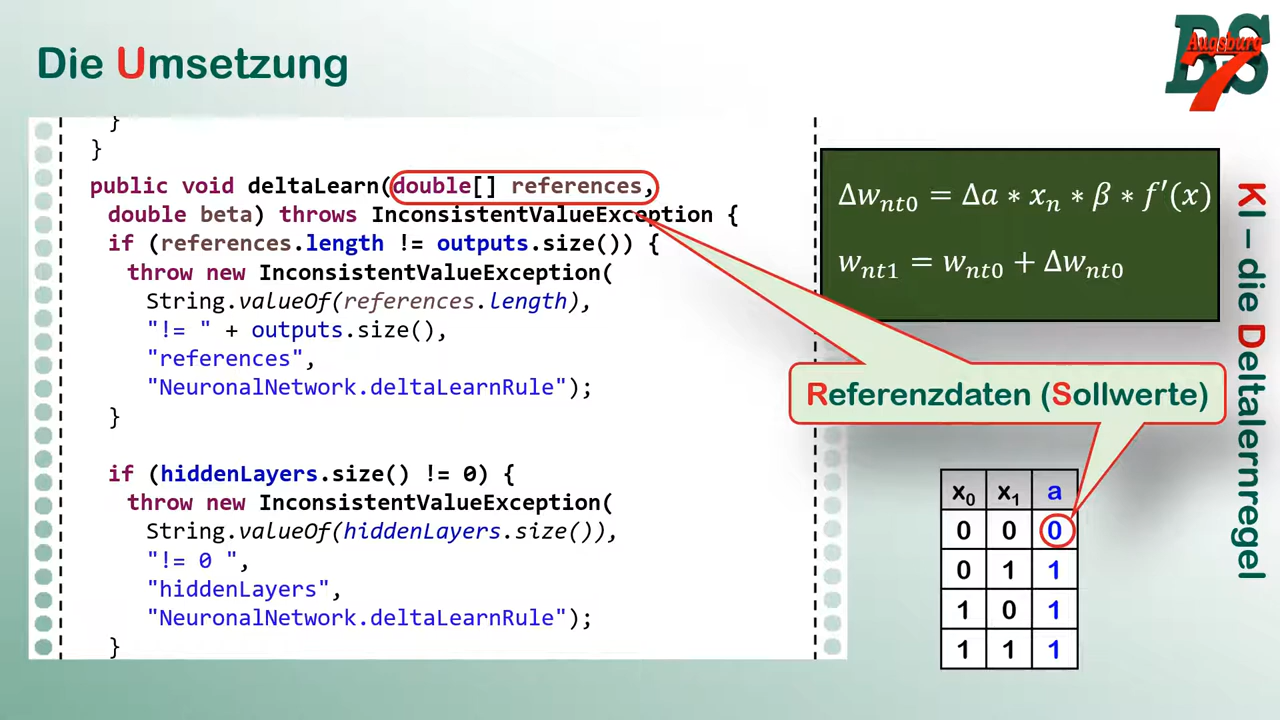 Die Umsetzung
BS
Augsburg
7
}
}
public void deltaLearn(double[] references,
double beta) throws InconsistentValueException {
if (references.length != outputs.size()) {
throw new InconsistentValueException(
String.valueOf(references.length),
"!= " + outputs.size(),
"references",
"NeuronalNetwork.deltaLearnRule");
}
if (hiddenLayers.size() != 0) {
throw new InconsistentValueException(
String.valueOf(hiddenLayers.size()),
"!= 0 ",
"hiddenLayers",
"NeuronalNetwork.deltaLearnRule");
}
Δw_nt0 = Δa ∗ x_n ∗ β ∗ f′(x)
w_nt1 = w_nt0 + Δw_nt0
Referenzdaten (Sollwerte)
x₀ x₁ a
0 0 0
0 1 1
1 0 1
1 1 1
KI – die Deltalernregel